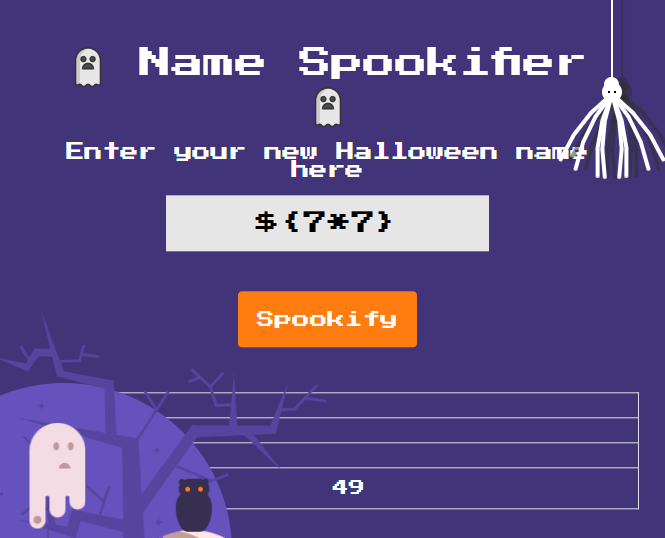 Name Spookifier
Enter your new Halloween name
here
${7*7}
Spookify
49